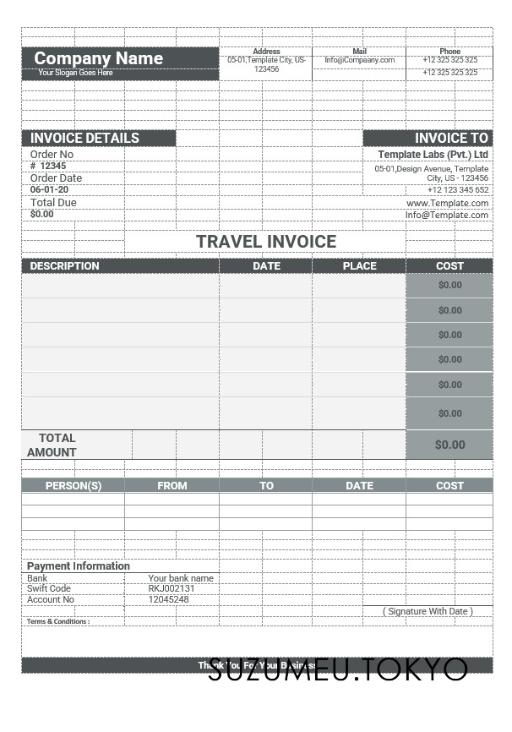 Company Name
Your Slogan Goes Here
Address
05-01,Template City, US-
123456
Mail
Info@Compeany.com
Phone
+12 325 325 325
+12 325 325 325
INVOICE DETAILS
Order No
# 12345
Order Date
06-01-20
Total Due
$0.00
INVOICE TO
Template Labs (Pvt.) Ltd
05-01,Design Avenue, Template
City, US - 123456
+12 123 345 552
www.Template.com
Info@Template.com
TRAVEL INVOICE
DESCRIPTION DATE PLACE COST
$0.00
$0.00
$0.00
$0.00
$0.00
$0.00
TOTAL
AMOUNT
$0.00
PERSON(S) FROM TO DATE COST
Payment Information
Bank Your bank name
Swift Code RKJ002131
Account No 12045248
( Signature With Date )
Terms & Conditions :
Thank You For Your Business
SUZUMEU.TOKYO